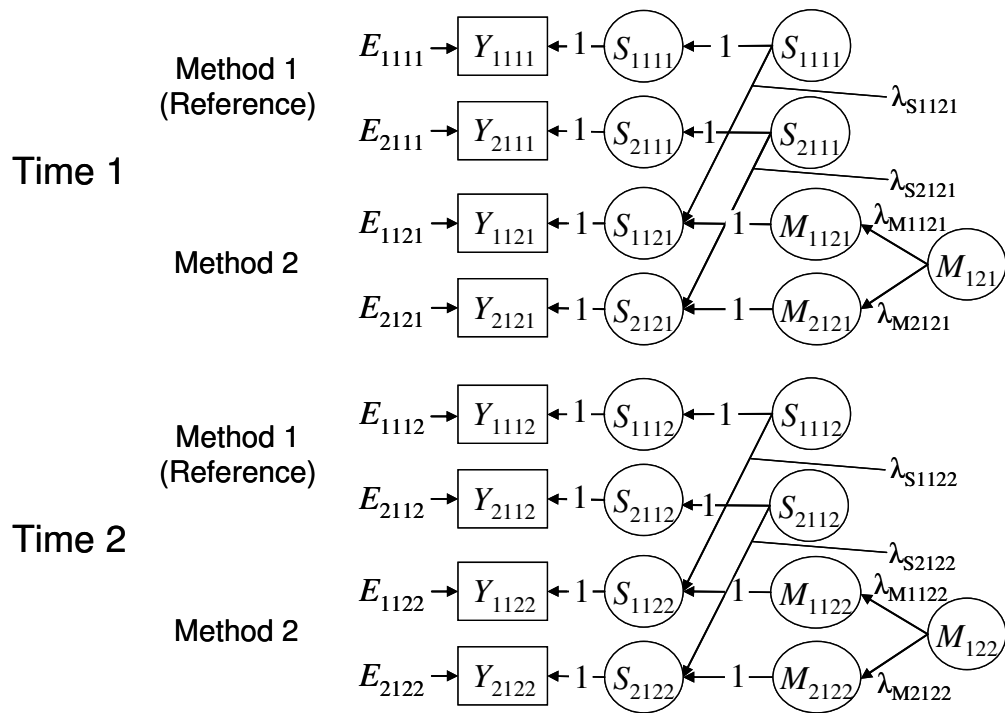 E1111 Y1111 1 S1111 1 S1111
Method 1
(Reference)
λS1121
E2111 Y2111 1 S2111 1 S2111
Time 1
λS2121
E1121 Y1121 1 S1121 1 M1121 λM1121
Method 2
M121
E2121 Y2121 1 S2121 1 M2121 λM2121
E1112 Y1112 1 S1112 1 S1112
Method 1
(Reference)
λS1122
E2112 Y2112 1 S2112 1 S2112
Time 2
λS2122
E1122 Y1122 1 S1122 1 M1122 λM1122
Method 2
M122
E2122 Y2122 1 S2122 1 M2122 λM2122